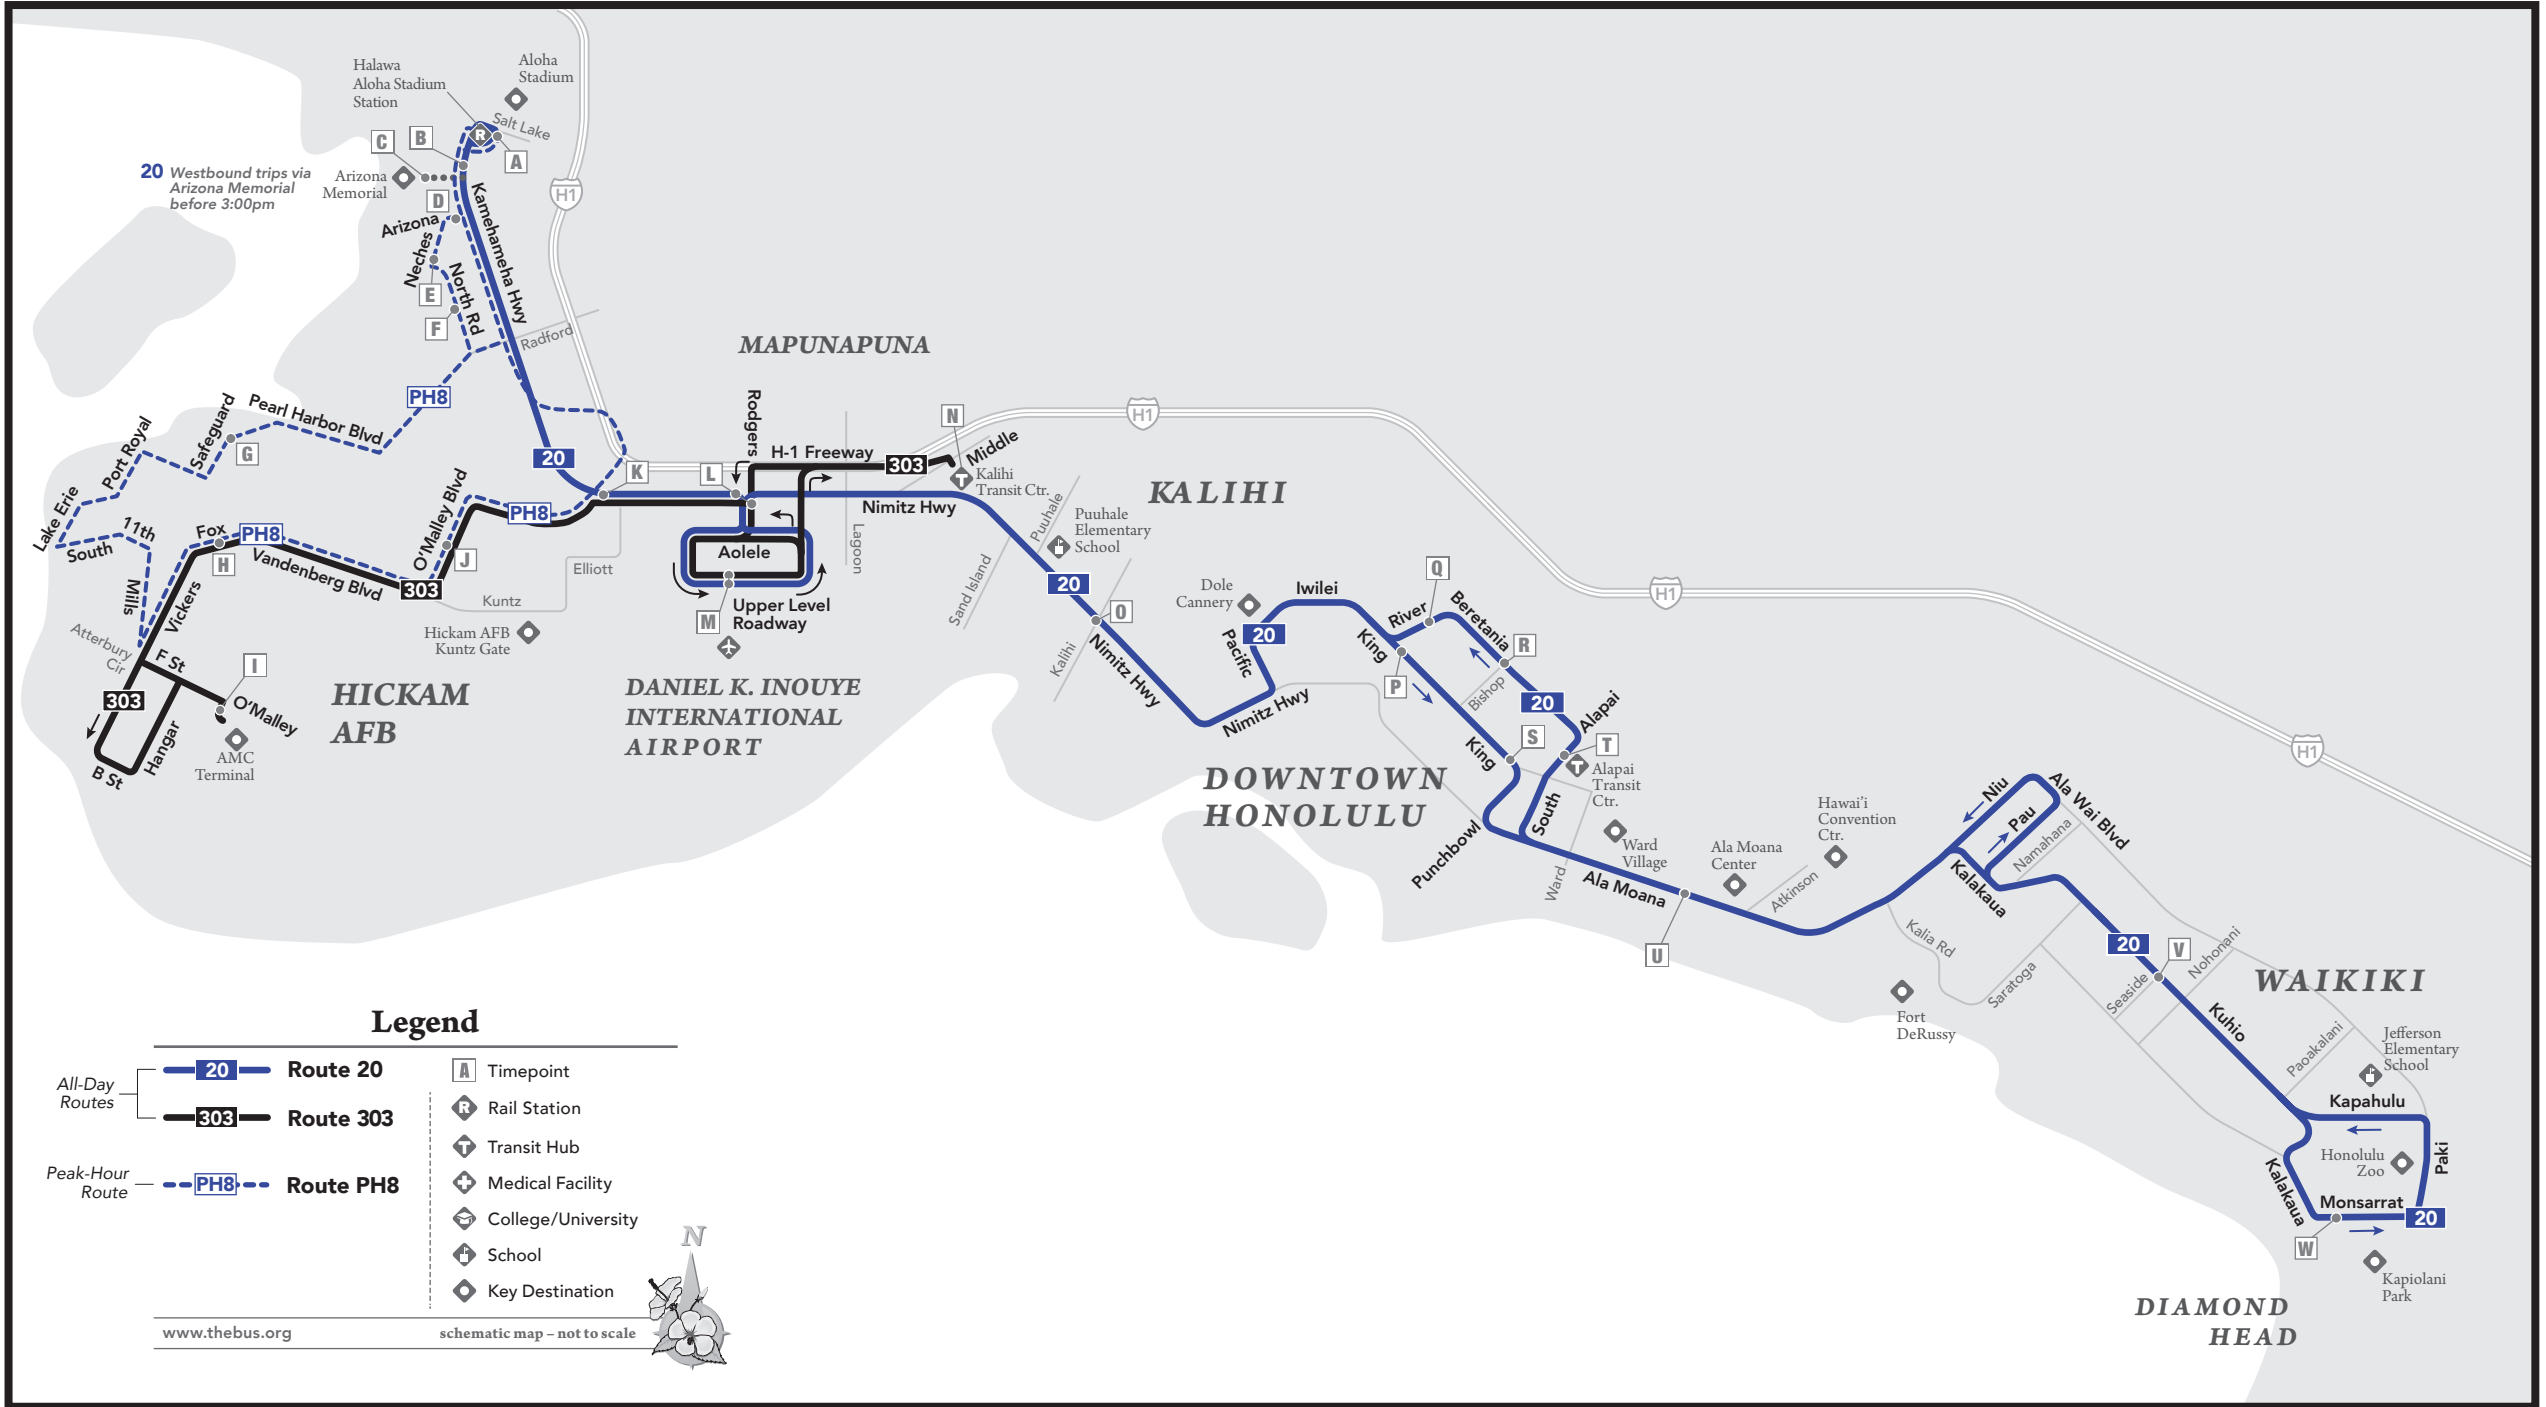 Halawa
Aloha Stadium
Station
Aloha
Stadium
Salt Lake
R
A
B
C
H1
20 Westbound trips via
Arizona Memorial
before 3:00pm
Arizona
Memorial
D
Arizona
Neches
E
North Rd
F
Kamehameha Hwy
Radford
PH8
Pearl Harbor Blvd
Safeguard
G
Port Royal
Lake Erie
South
11th
Mills
Fox
H
PH8
Vandenberg Blvd
Vickers
O'Malley Blvd
J
303
PH8
20
K
Kuntz
Elliott
Hickam AFB
Kuntz Gate
Atterbury
Cir
F St
I
O'Malley
303
Hangar
B St
AMC
Terminal
HICKAM
AFB
MAPUNAPUNA
Rodgers
L
H-1 Freeway
303
N
Middle
T
Kalihi
Transit Ctr.
Nimitz Hwy
Lagoon
Aolele
M
Upper Level
Roadway
DANIEL K. INOUYE
INTERNATIONAL
AIRPORT
H1
KALIHI
Puuhale
Puuhale
Elementary
School
Sand Island
20
O
Kalihi
Nimitz Hwy
Nimitz Hwy
Dole
Cannery
20
Pacific
Iwilei
King
P
River
Q
Beretania
R
Bishop
20
Alapai
H1
King
S
T
T
Alapai
Transit
Ctr.
South
Punchbowl
DOWNTOWN
HONOLULU
Ward
Ward
Village
Ala Moana
U
Ala Moana
Center
Atkinson
Hawai'i
Convention
Ctr.
Niu
Pau
Ala Wai Blvd
Namahana
Kalakaua
H1
Kalia Rd
Saratoga
Fort
DeRussy
20
V
Seaside
Nohonani
WAIKIKI
Kuhio
Paoakalani
Jefferson
Elementary
School
Kapahulu
Honolulu
Zoo
Paki
Kalakaua
Monsarrat
20
W
Kapiolani
Park
DIAMOND
HEAD
Legend
All-Day
Routes
20
Route 20
303
Route 303
Peak-Hour
Route
PH8
Route PH8
A
Timepoint
R
Rail Station
T
Transit Hub
Medical Facility
College/University
School
Key Destination
www.thebus.org
schematic map – not to scale
N